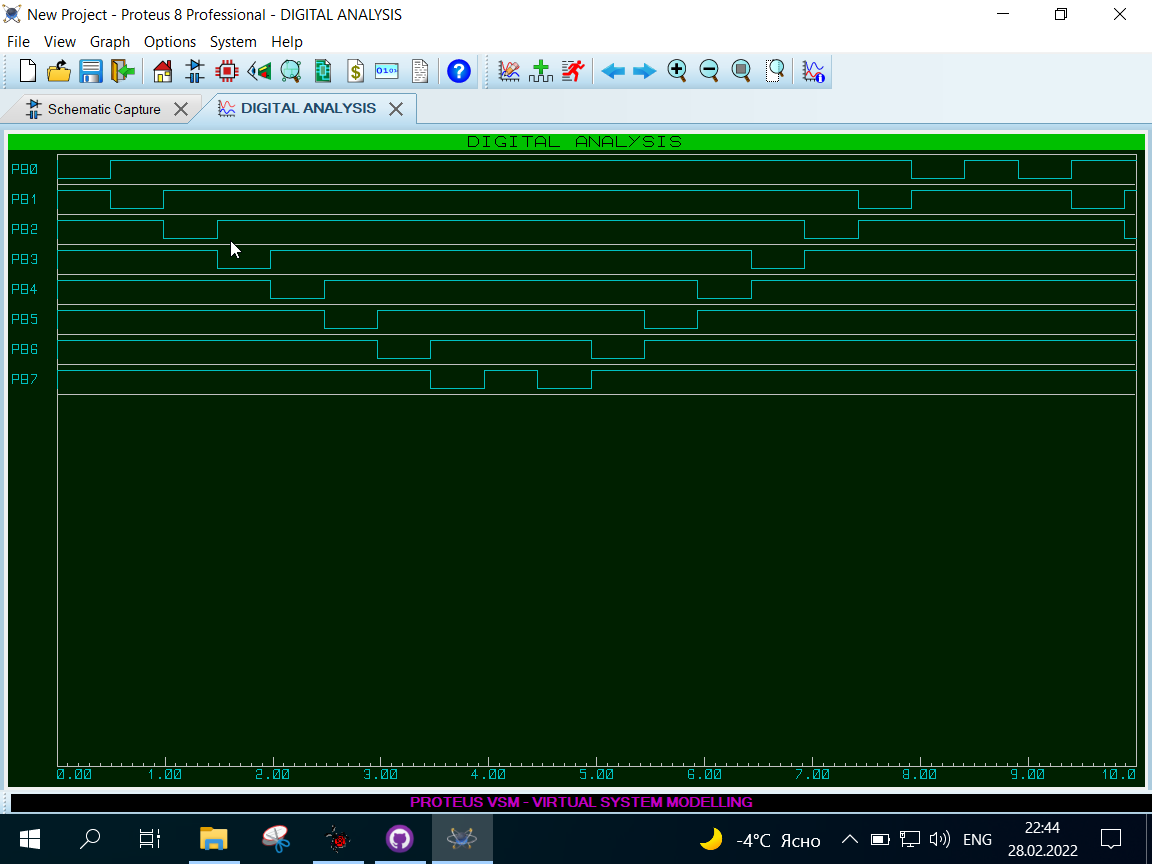 New Project - Proteus 8 Professional - DIGITAL ANALYSIS
File View Graph Options System Help
Schematic Capture DIGITAL ANALYSIS
DIGITAL ANALYSIS
PB0
PB1
PB2
PB3
PB4
PB5
PB6
PB7
0.00 1.00 2.00 3.00 4.00 5.00 6.00 7.00 8.00 9.00 10.0
PROTEUS VSM - VIRTUAL SYSTEM MODELLING
-4°C Ясно ENG 22:44
28.02.2022